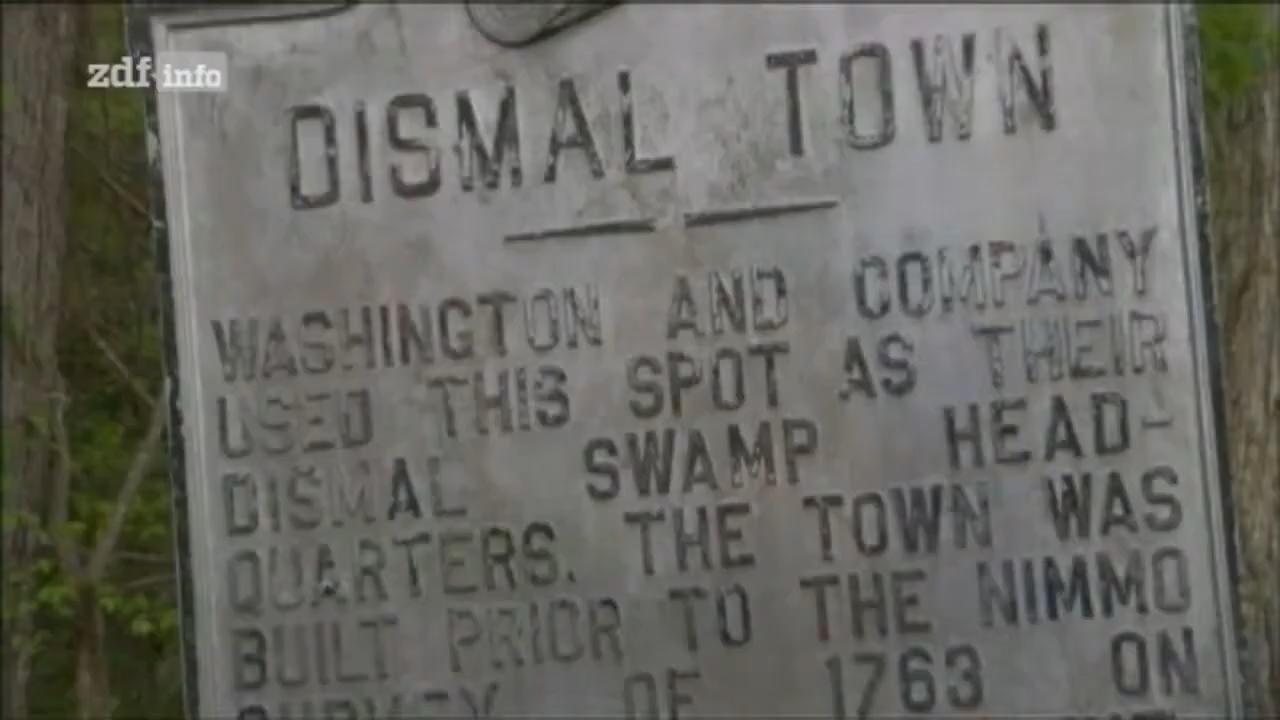 zdf info
DISMAL TOWN
WASHINGTON AND COMPANY
USED THIS SPOT AS THEIR
DISMAL SWAMP HEAD-
QUARTERS. THE TOWN WAS
BUILT PRIOR TO THE NIMMO
SURVEY OF 1763 ON